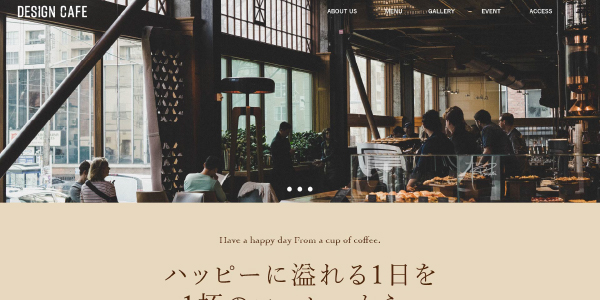 DESIGN CAFE
ABOUT US MENU GALLERY EVENT ACCESS
Have a happy day From a cup of coffee.
ハッピーに溢れる1日を